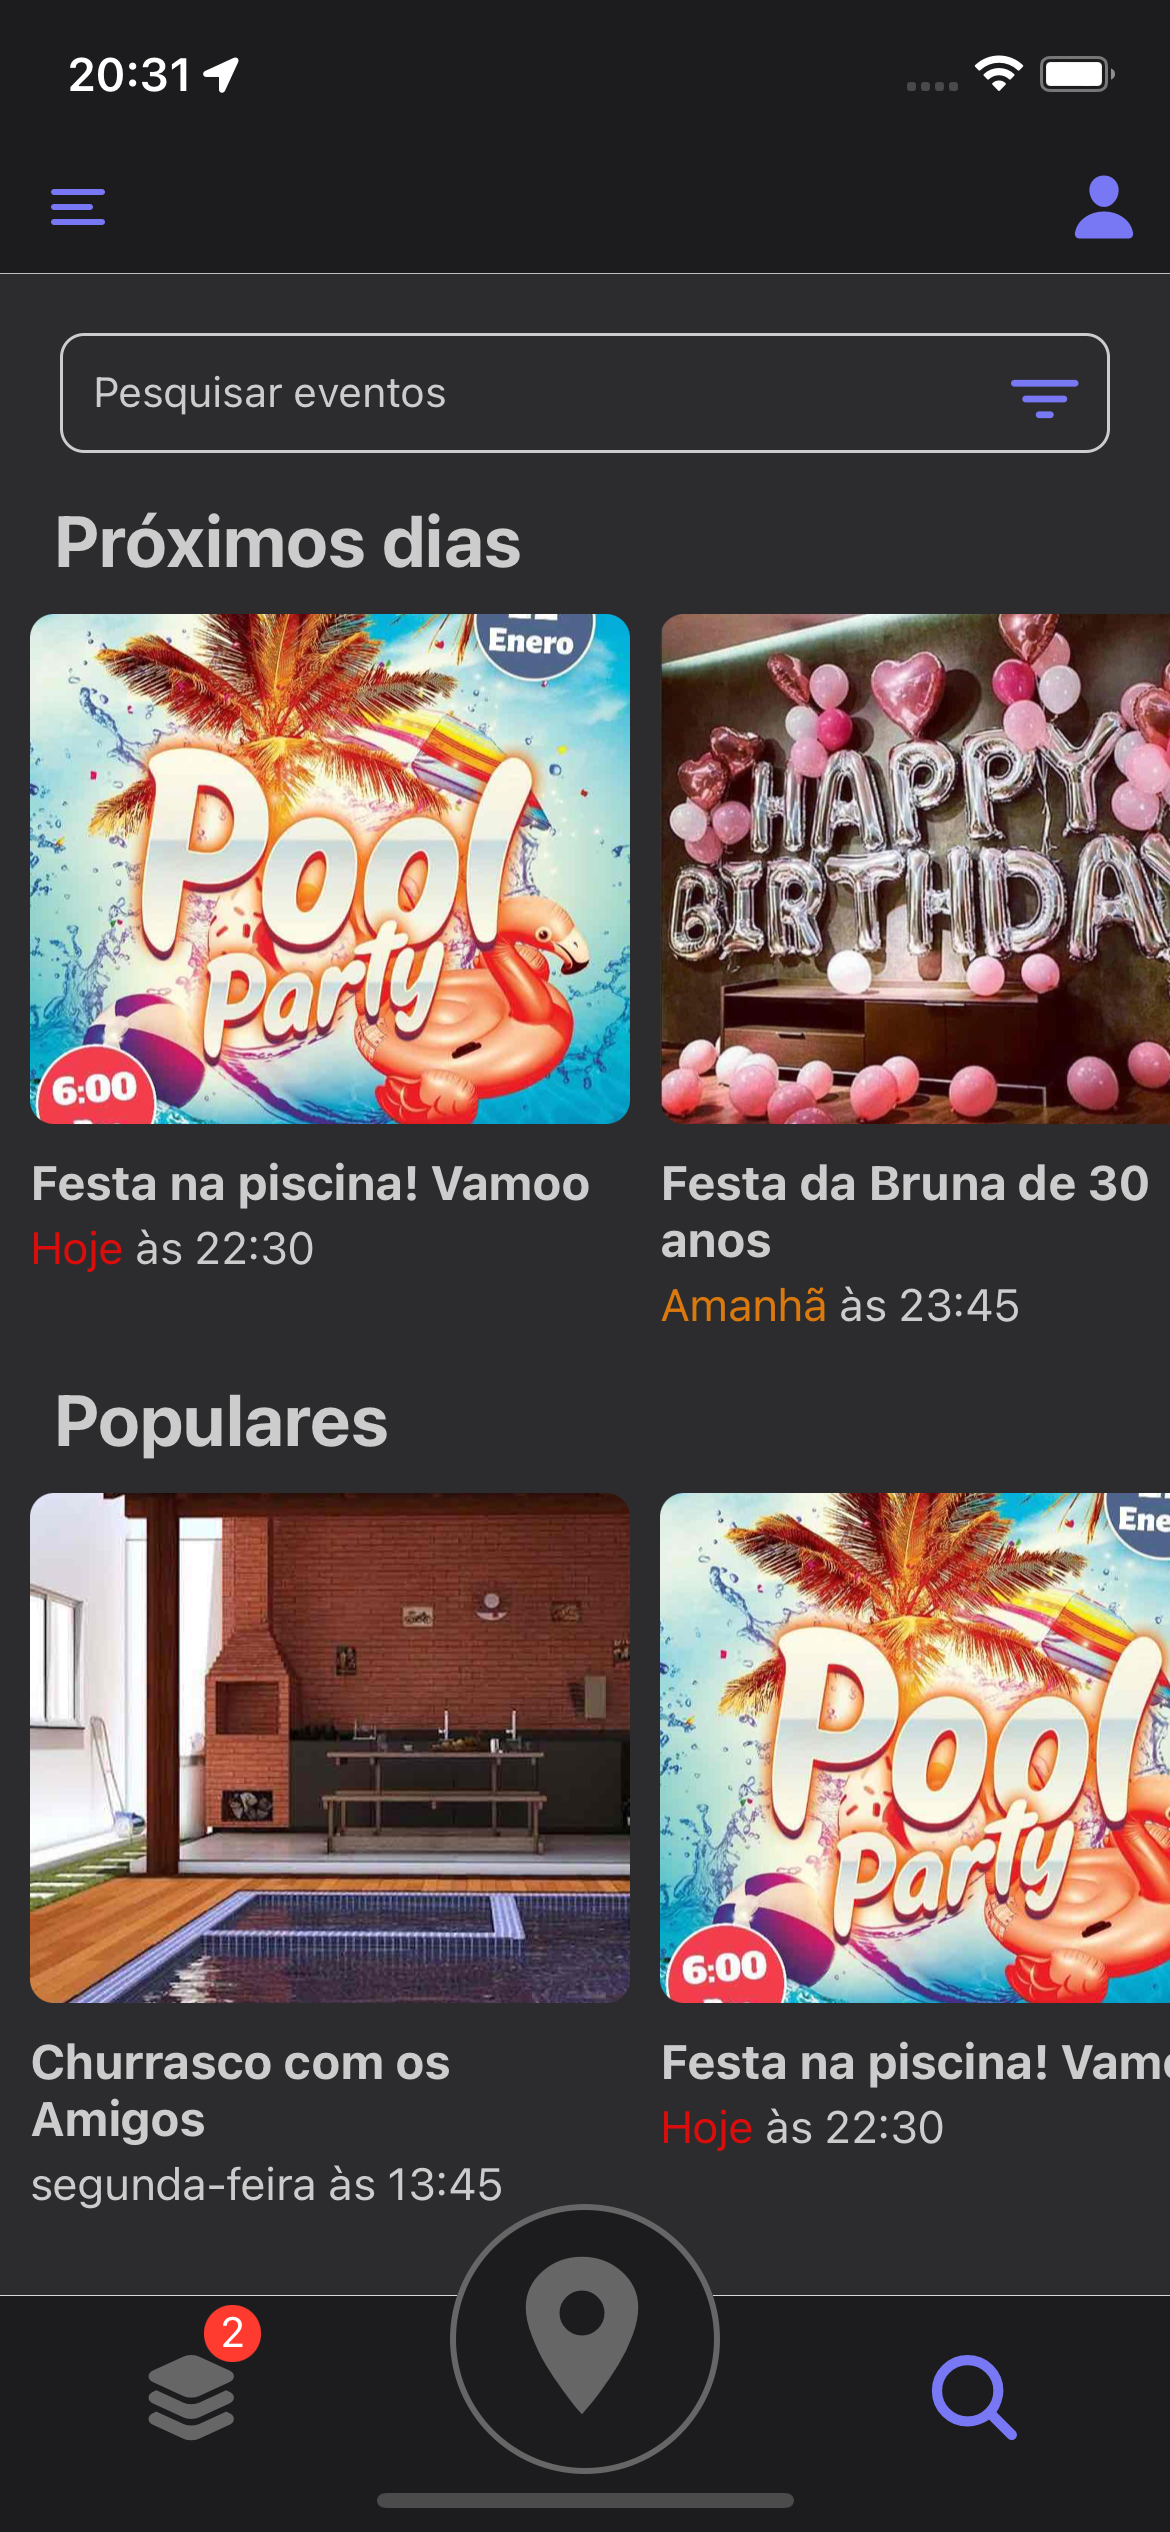 20:31
Pesquisar eventos
Próximos dias
Enero
Pool
Party
6:00
HAPPY
BIRTHDAY
Festa na piscina! Vamoo
Hoje às 22:30
Festa da Bruna de 30
anos
Amanhã às 23:45
Populares
Ene
Pool
Party
6:00
Churrasco com os
Amigos
segunda-feira às 13:45
Festa na piscina! Vamo
Hoje às 22:30
2